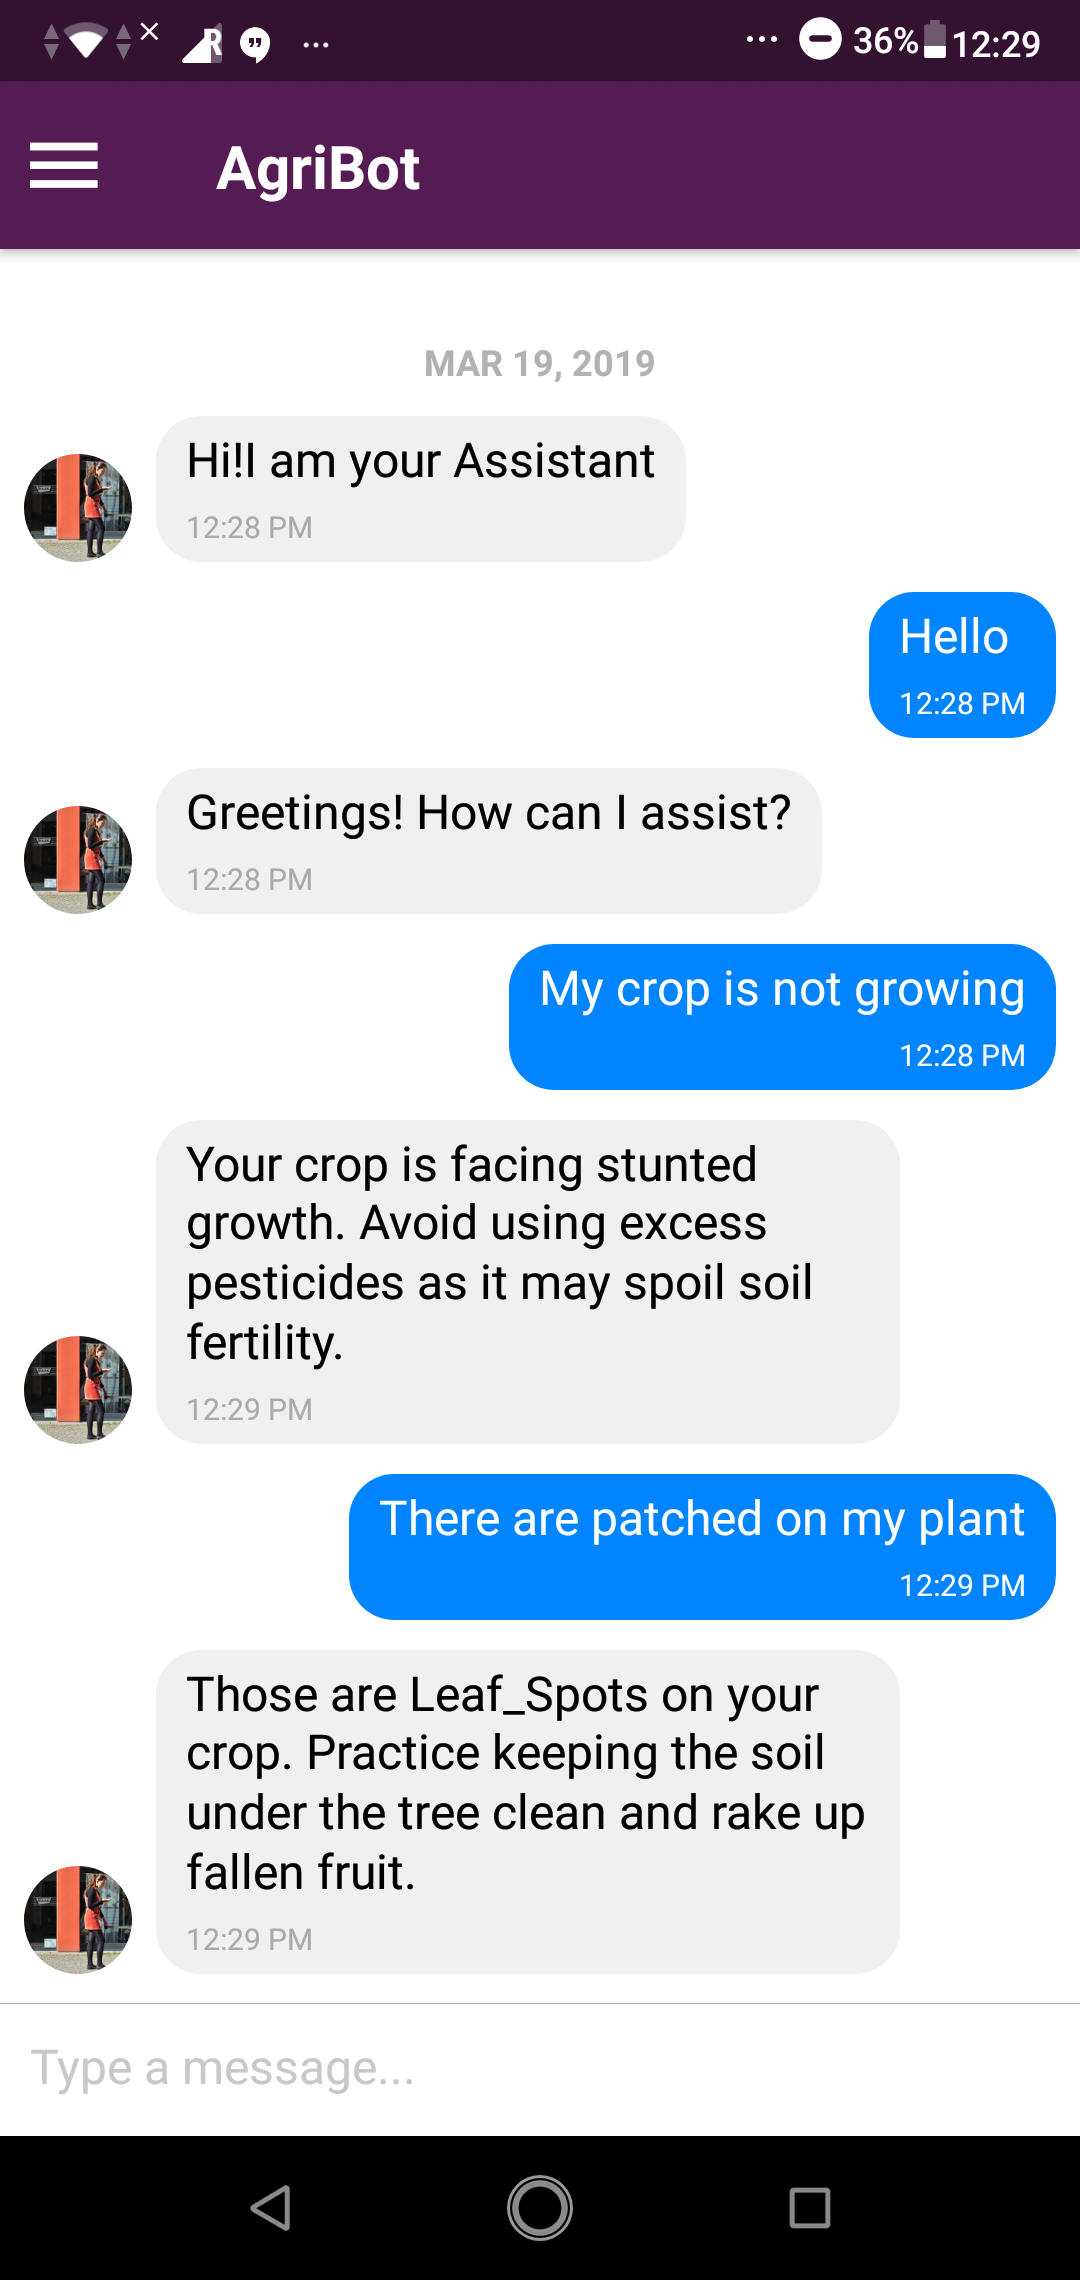 R
36%
12:29
AgriBot
MAR 19, 2019
Hi!I am your Assistant
12:28 PM
Hello
12:28 PM
Greetings! How can I assist?
12:28 PM
My crop is not growing
12:28 PM
Your crop is facing stunted
growth. Avoid using excess
pesticides as it may spoil soil
fertility.
12:29 PM
There are patched on my plant
12:29 PM
Those are Leaf_Spots on your
crop. Practice keeping the soil
under the tree clean and rake up
fallen fruit.
12:29 PM
Type a message...